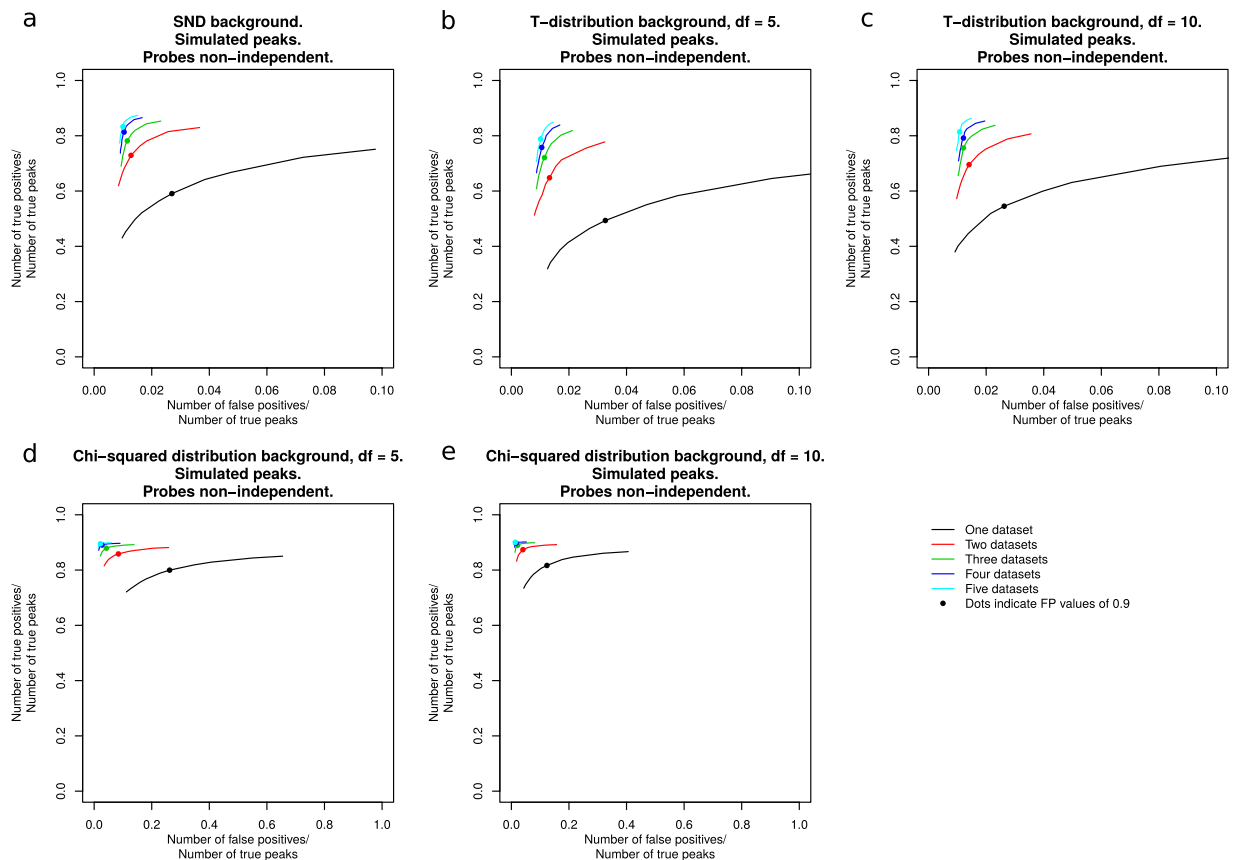 a
SND background.
Simulated peaks.
Probes non−independent.
1.0
0.8
0.6
0.4
0.2
0.0
Number of true positives/
Number of true peaks
0.00 0.02 0.04 0.06 0.08 0.10
Number of false positives/
Number of true peaks
b
T−distribution background, df = 5.
Simulated peaks.
Probes non−independent.
1.0
0.8
0.6
0.4
0.2
0.0
Number of true positives/
Number of true peaks
0.00 0.02 0.04 0.06 0.08 0.10
Number of false positives/
Number of true peaks
c
T−distribution background, df = 10.
Simulated peaks.
Probes non−independent.
1.0
0.8
0.6
0.4
0.2
0.0
Number of true positives/
Number of true peaks
0.00 0.02 0.04 0.06 0.08 0.10
Number of false positives/
Number of true peaks
d
Chi−squared distribution background, df = 5.
Simulated peaks.
Probes non−independent.
1.0
0.8
0.6
0.4
0.2
0.0
Number of true positives/
Number of true peaks
0.0 0.2 0.4 0.6 0.8 1.0
Number of false positives/
Number of true peaks
e
Chi−squared distribution background, df = 10.
Simulated peaks.
Probes non−independent.
1.0
0.8
0.6
0.4
0.2
0.0
Number of true positives/
Number of true peaks
0.0 0.2 0.4 0.6 0.8 1.0
Number of false positives/
Number of true peaks
One dataset
Two datasets
Three datasets
Four datasets
Five datasets
Dots indicate FP values of 0.9